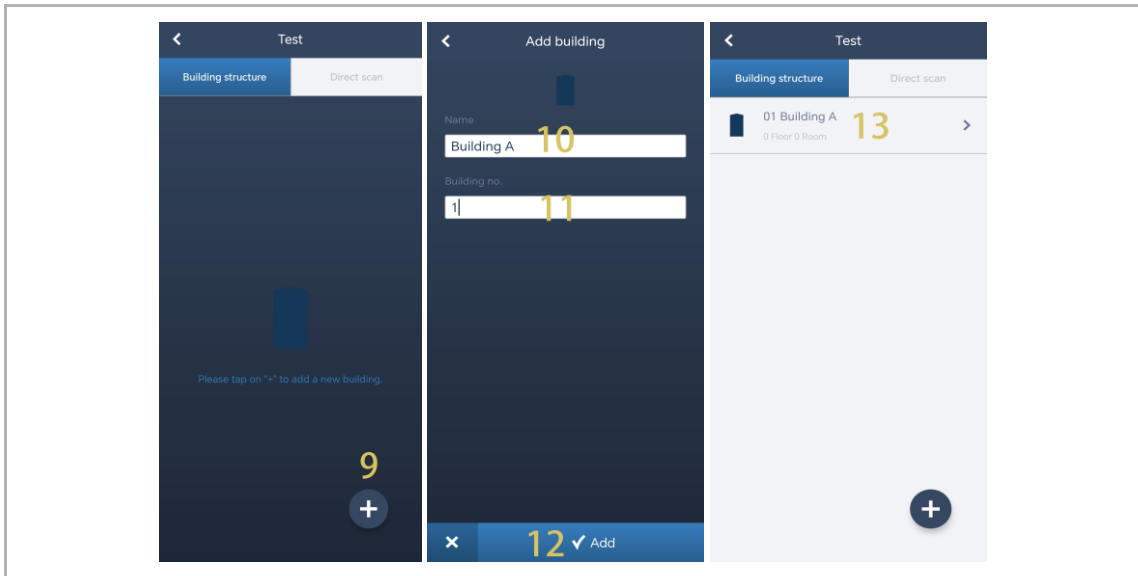 Test
Building structure
Direct scan
Please tap on "+" to add a new building.
9
+
Add building
Name
Building A 10
Building no.
1 11
12 Add
Test
Building structure
Direct scan
01 Building A
0 Floor 0 Room
13
+